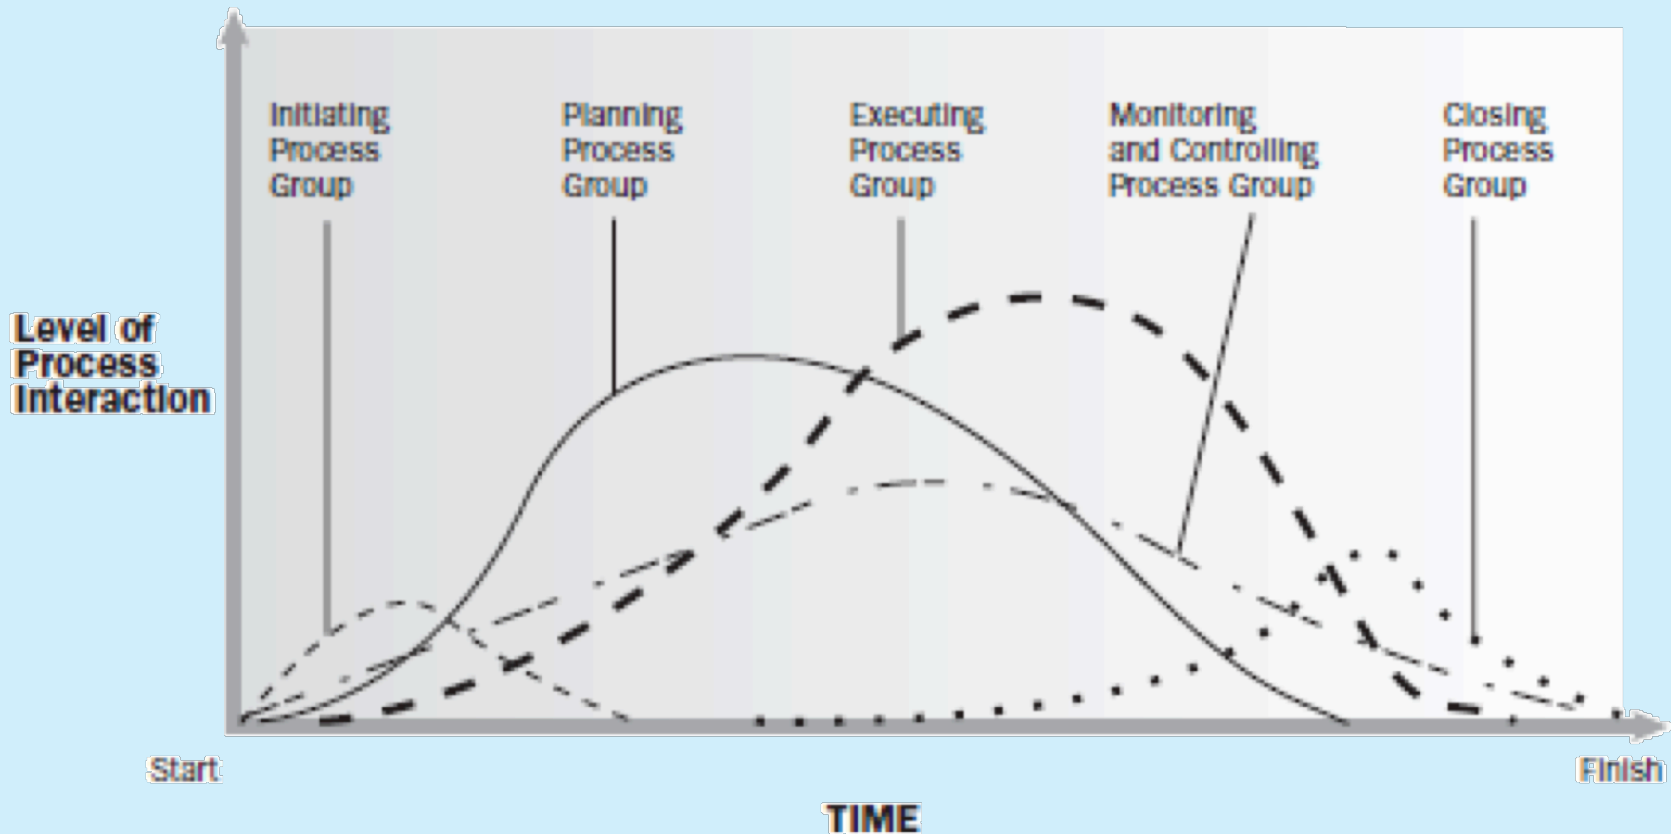 Initiating
Process
Group
Planning
Process
Group
Executing
Process
Group
Monitoring
and Controlling
Process Group
Closing
Process
Group
Level of
Process
Interaction
Start
Finish
TIME